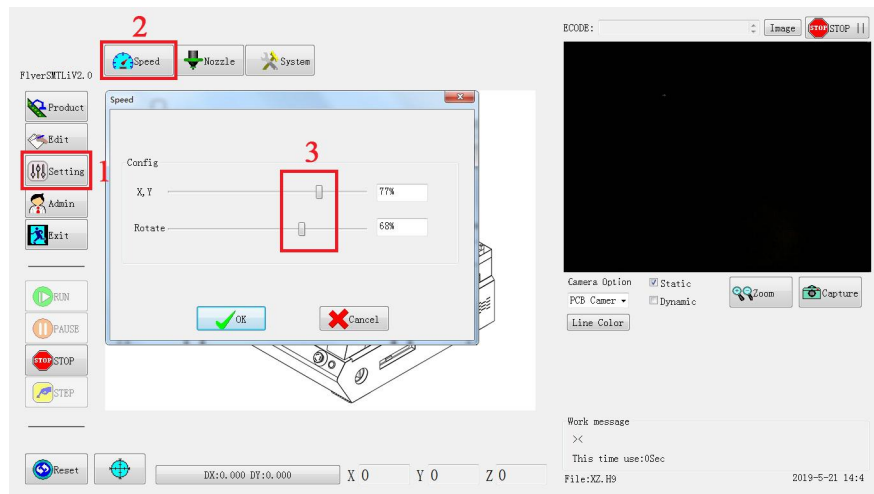 2
ECODE:
Image
STOP STOP ||
Speed
Nozzle
System
FlverSMTLiV2.0
Speed
Product
Edit
Config
3
1
Setting
X,Y
77%
Admin
Rotate
68%
Exit
Camera Option
Static
PCB Camer
Dynamic
Zoom
Capture
Line Color
RUN
OK
Cancel
PAUSE
STOP STOP
STEP
Work message
><
This time use:0Sec
Reset
DX:0.000 DY:0.000
X 0
Y 0
Z 0
File:XZ.H9
2019-5-21 14:4